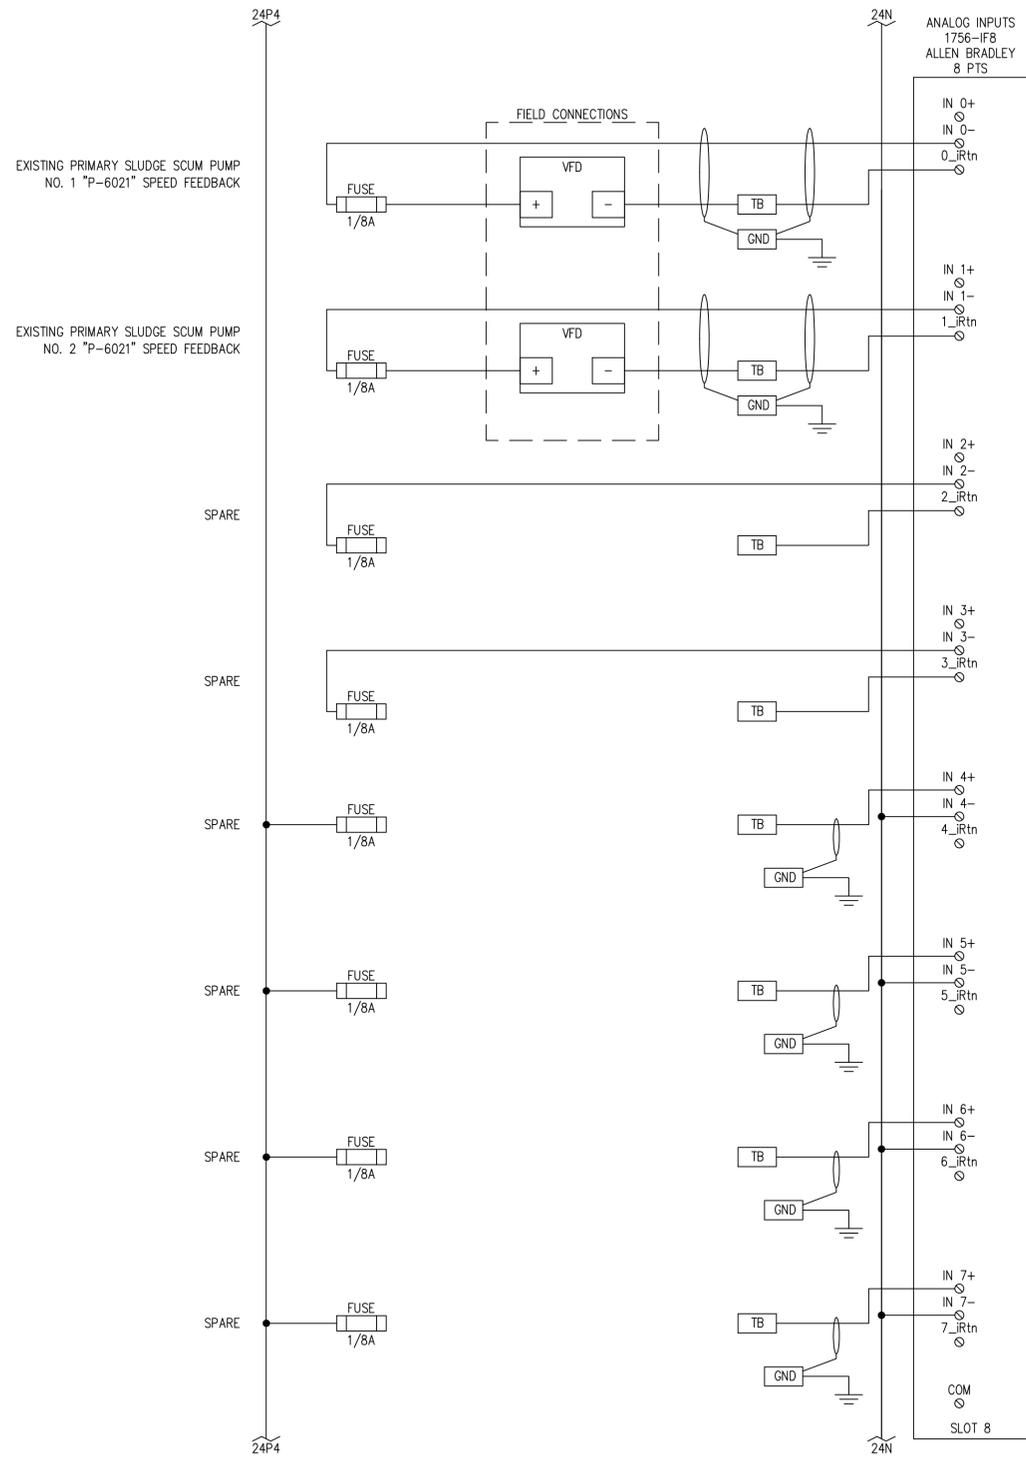 24P4
24N
ANALOG INPUTS
1756-IF8
ALLEN BRADLEY
8 PTS
FIELD CONNECTIONS
EXISTING PRIMARY SLUDGE SCUM PUMP
NO. 1 "P-6021" SPEED FEEDBACK
FUSE
1/8A
VFD
+
-
TB
GND
IN 0+
IN 0-
0_iRtn
EXISTING PRIMARY SLUDGE SCUM PUMP
NO. 2 "P-6021" SPEED FEEDBACK
FUSE
1/8A
VFD
+
-
TB
GND
IN 1+
IN 1-
1_iRtn
SPARE
FUSE
1/8A
TB
IN 2+
IN 2-
2_iRtn
SPARE
FUSE
1/8A
TB
IN 3+
IN 3-
3_iRtn
SPARE
FUSE
1/8A
TB
GND
IN 4+
IN 4-
4_iRtn
SPARE
FUSE
1/8A
TB
GND
IN 5+
IN 5-
5_iRtn
SPARE
FUSE
1/8A
TB
GND
IN 6+
IN 6-
6_iRtn
SPARE
FUSE
1/8A
TB
GND
IN 7+
IN 7-
7_iRtn
COM
SLOT 8
24P4
24N